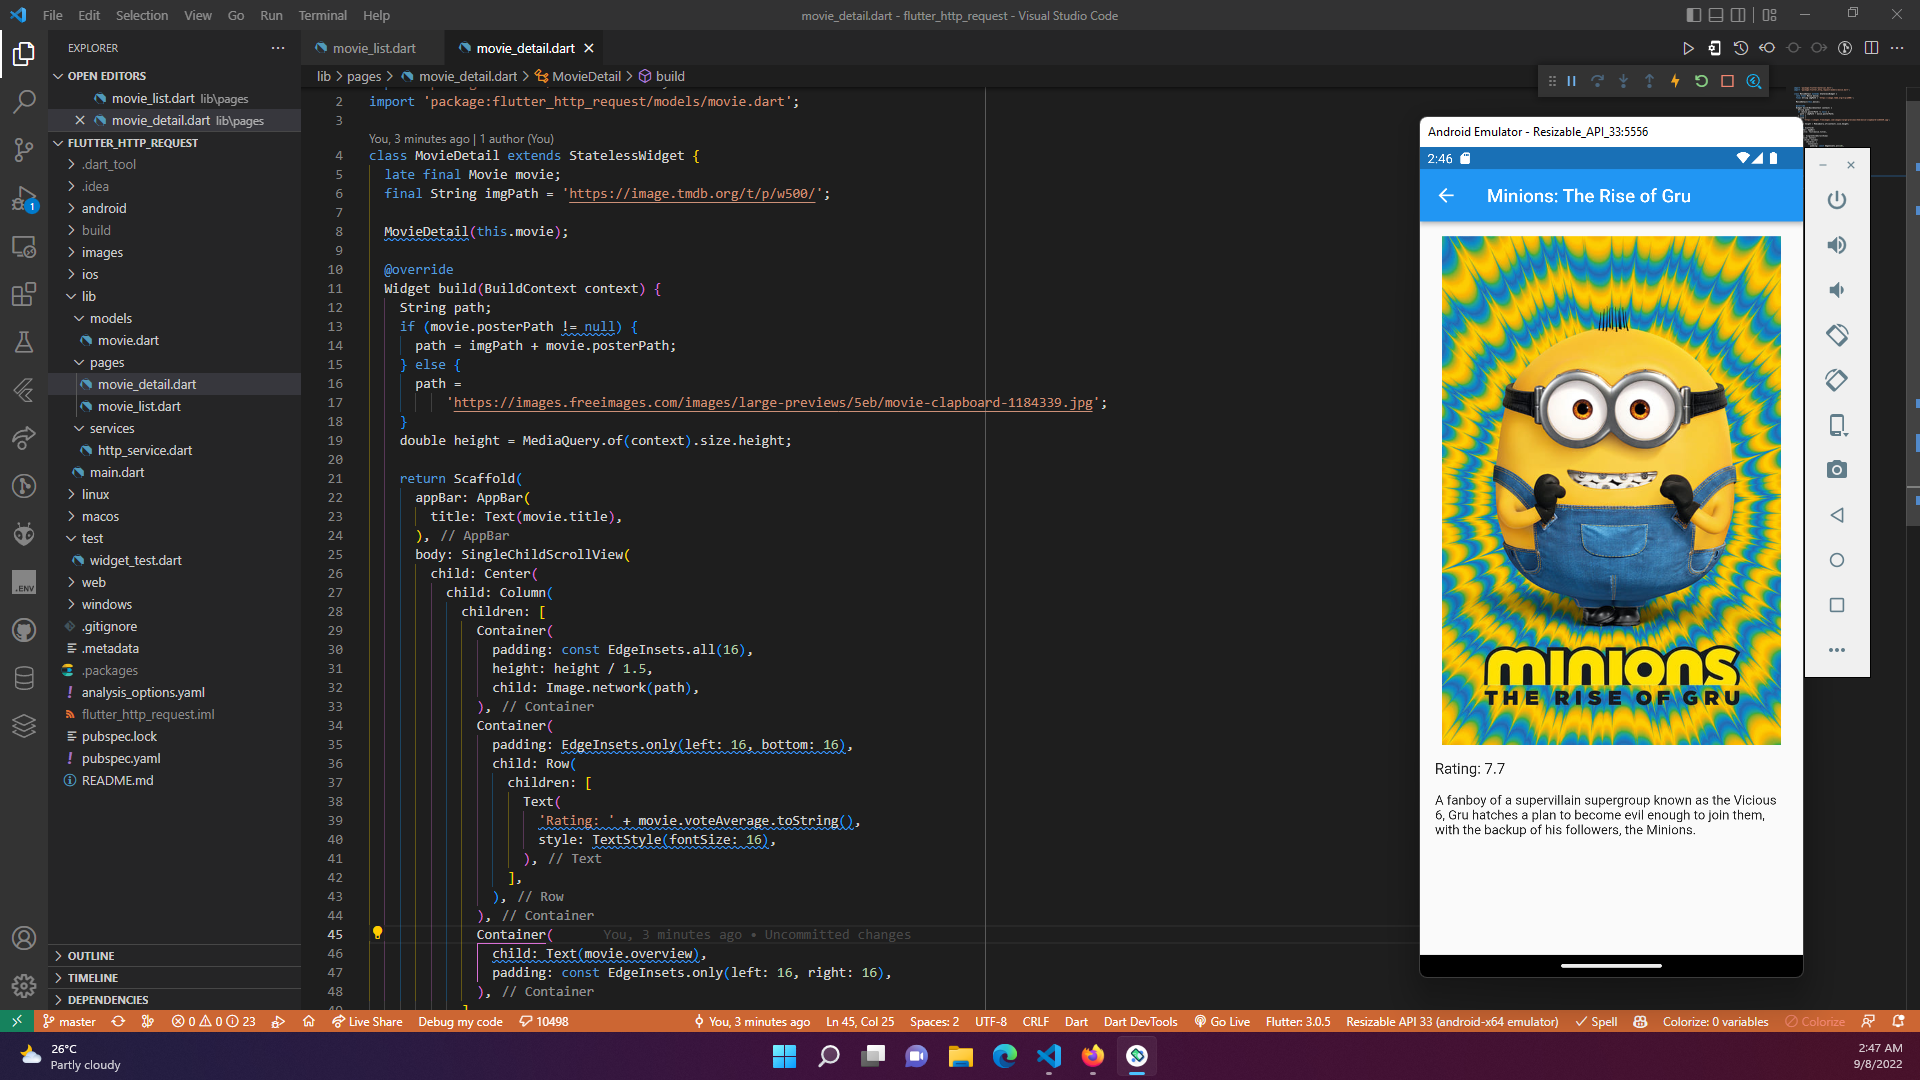 File Edit Selection View Go Run Terminal Help
movie_detail.dart - flutter_http_request - Visual Studio Code
EXPLORER
OPEN EDITORS
movie_list.dart lib\pages
movie_detail.dart lib\pages
FLUTTER_HTTP_REQUEST
.dart_tool
.idea
android
build
images
ios
lib
models
movie.dart
pages
movie_detail.dart
movie_list.dart
services
http_service.dart
main.dart
linux
macos
test
widget_test.dart
web
windows
.gitignore
.metadata
.packages
analysis_options.yaml
flutter_http_request.iml
pubspec.lock
pubspec.yaml
README.md
OUTLINE
TIMELINE
DEPENDENCIES
1
.ENV
movie_list.dart
movie_detail.dart
lib > pages > movie_detail.dart > MovieDetail > build
2 import 'package:flutter_http_request/models/movie.dart';
3
You, 3 minutes ago | 1 author (You)
4 class MovieDetail extends StatelessWidget {
5 late final Movie movie;
6 final String imgPath = 'https://image.tmdb.org/t/p/w500/';
7
8 MovieDetail(this.movie);
9
10 @override
11 Widget build(BuildContext context) {
12 String path;
13 if (movie.posterPath != null) {
14 path = imgPath + movie.posterPath;
15 } else {
16 path =
17 'https://images.freeimages.com/images/large-previews/5eb/movie-clapboard-1184339.jpg';
18 }
19 double height = MediaQuery.of(context).size.height;
20
21 return Scaffold(
22 appBar: AppBar(
23 title: Text(movie.title),
24 ), // AppBar
25 body: SingleChildScrollView(
26 child: Center(
27 child: Column(
28 children: [
29 Container(
30 padding: const EdgeInsets.all(16),
31 height: height / 1.5,
32 child: Image.network(path),
33 ), // Container
34 Container(
35 padding: EdgeInsets.only(left: 16, bottom: 16),
36 child: Row(
37 children: [
38 Text(
39 'Rating: ' + movie.voteAverage.toString(),
40 style: TextStyle(fontSize: 16),
41 ), // Text
42 ],
43 ), // Row
44 ), // Container
45 Container( You, 3 minutes ago • Uncommitted changes
46 child: Text(movie.overview),
47 padding: const EdgeInsets.only(left: 16, right: 16),
48 ), // Container
Android Emulator - Resizable_API_33:5556
2:46
Minions: The Rise of Gru
minions
THE RISE OF GRU
Rating: 7.7
A fanboy of a supervillain supergroup known as the Vicious
6, Gru hatches a plan to become evil enough to join them,
with the backup of his followers, the Minions.
master 0 0 23 Live Share Debug my code 10498 You, 3 minutes ago Ln 45, Col 25 Spaces: 2 UTF-8 CRLF Dart Dart DevTools Go Live Flutter: 3.0.5 Resizable API 33 (android-x64 emulator) Spell Colorize: 0 variables Colorize
26°C
Partly cloudy
2:47 AM
9/8/2022